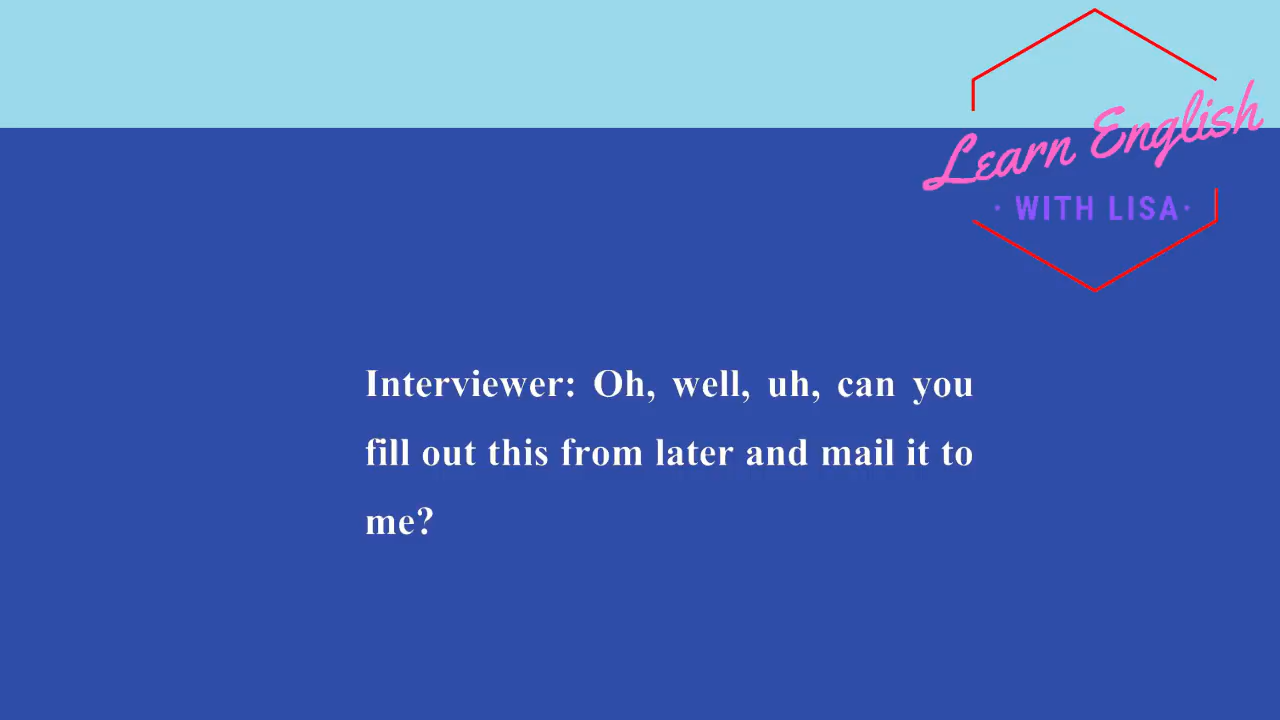 Learn English
· WITH LISA·
Interviewer: Oh, well, uh, can you
fill out this from later and mail it to
me?